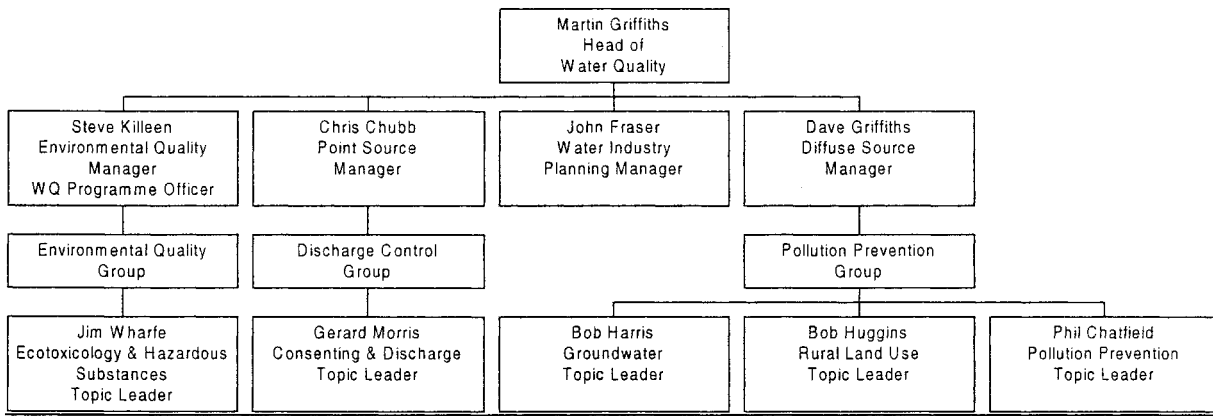 Martin Griffiths
Head of
Water Quality
Steve Killeen
Environmental Quality
Manager
WQ Programme Officer
Chris Chubb
Point Source
Manager
John Fraser
Water Industry
Planning Manager
Dave Griffiths
Diffuse Source
Manager
Environmental Quality
Group
Discharge Control
Group
Pollution Prevention
Group
Jim Wharfe
Ecotoxicology & Hazardous
Substances
Topic Leader
Gerard Morris
Consenting & Discharge
Topic Leader
Bob Harris
Groundwater
Topic Leader
Bob Huggins
Rural Land Use
Topic Leader
Phil Chatfield
Pollution Prevention
Topic Leader